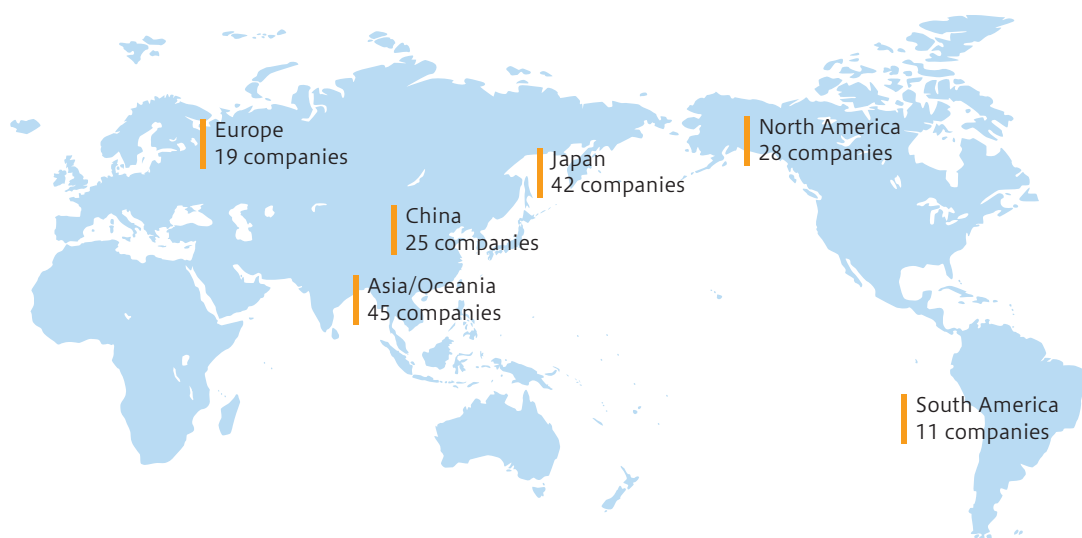 Europe
19 companies
Japan
42 companies
North America
28 companies
China
25 companies
Asia/Oceania
45 companies
South America
11 companies